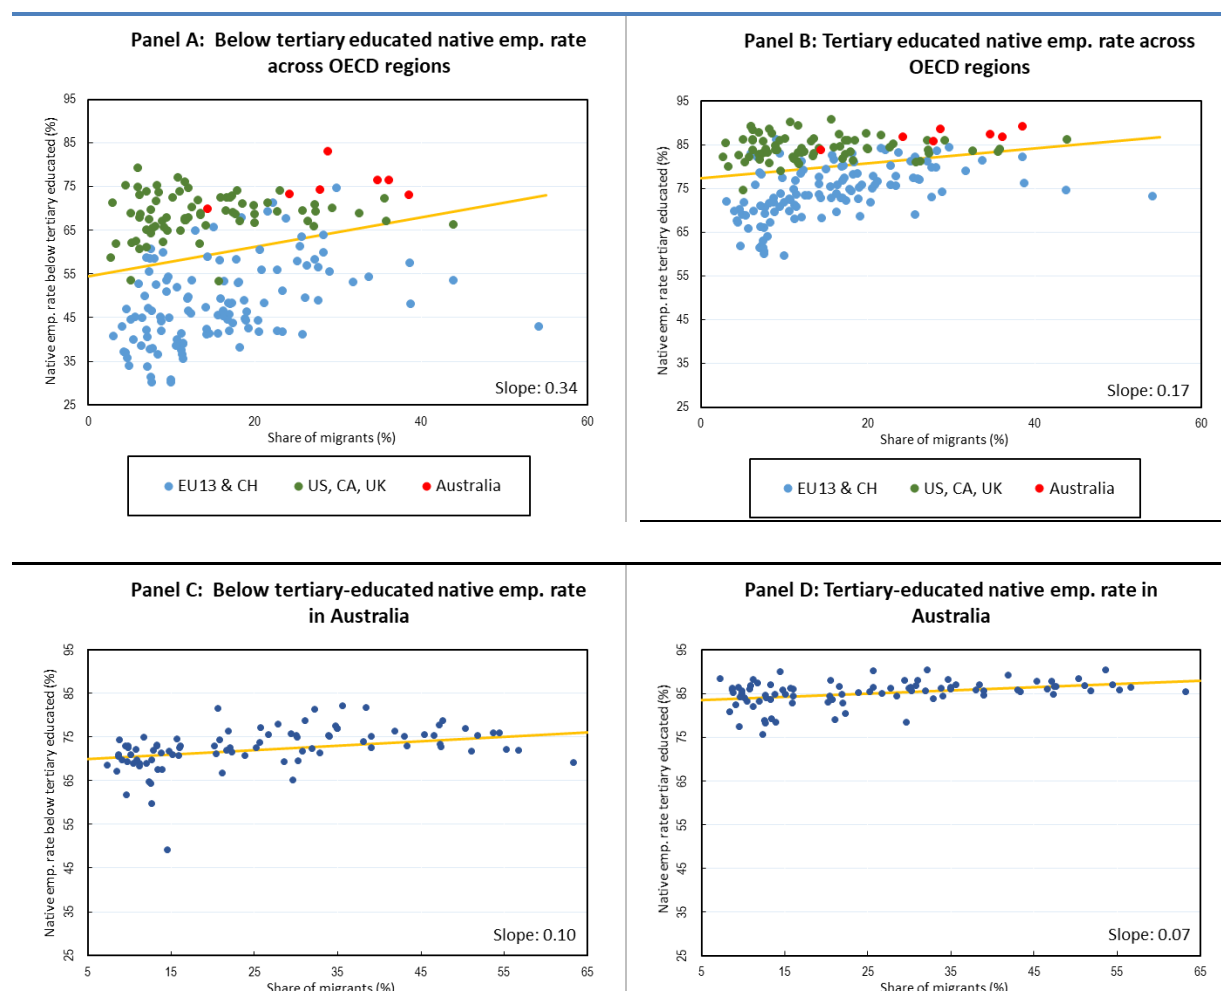 Panel A: Below tertiary educated native emp. rate
across OECD regions
Native emp. rate below tertiary educated (%)
95
85
75
65
55
45
35
25
Slope: 0.34
0
20
40
60
Share of migrants (%)
EU13 & CH
US, CA, UK
Australia
Panel B: Tertiary educated native emp. rate across
OECD regions
Native emp. rate tertiary educated (%)
95
85
75
65
55
45
35
25
Slope: 0.17
0
20
40
60
Share of migrants (%)
EU13 & CH
US, CA, UK
Australia
Panel C: Below tertiary-educated native emp. rate
in Australia
Native emp. rate below tertiary educated (%)
95
85
75
65
55
45
35
25
Slope: 0.10
5
15
25
35
45
55
65
Share of migrants (%)
Panel D: Tertiary-educated native emp. rate in
Australia
Native emp. rate tertiary educated (%)
95
85
75
65
55
45
35
25
Slope: 0.07
5
15
25
35
45
55
65
Share of migrants (%)